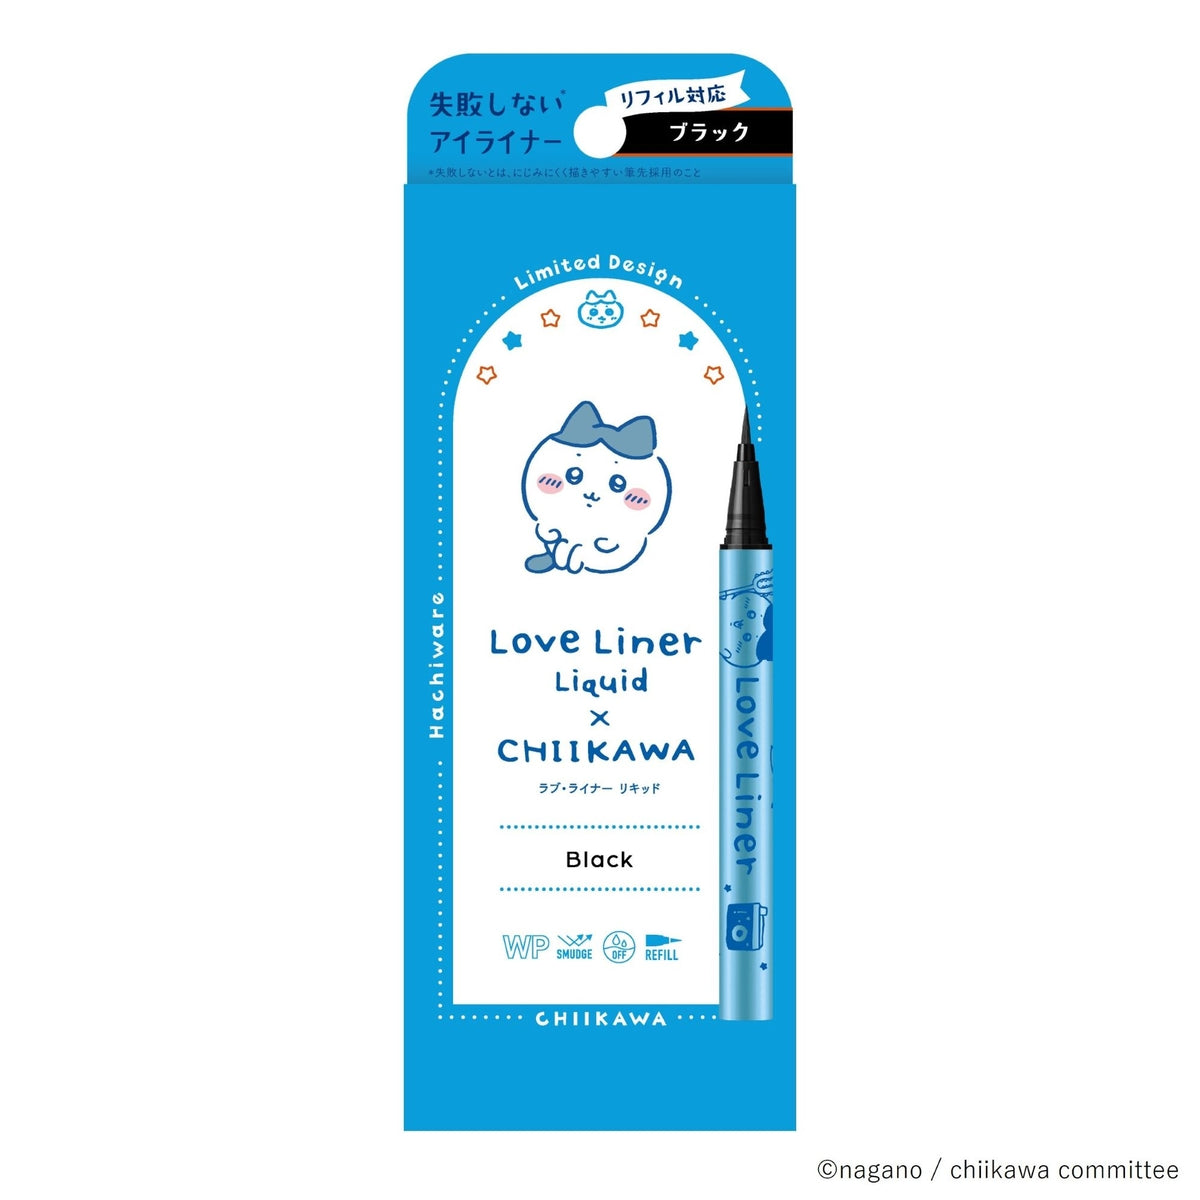 失敗しない*
アイライナー
リフィル対応
ブラック
*失敗しないとは、にじみにくく描きやすい筆先採用のこと
Limited Design
Hachiware
Love Liner
Liquid
×
CHIIKAWA
ラブ・ライナー リキッド
Black
WP
SMUDGE
OFF
REFILL
Love Liner
CHIIKAWA
©nagano / chiikawa committee